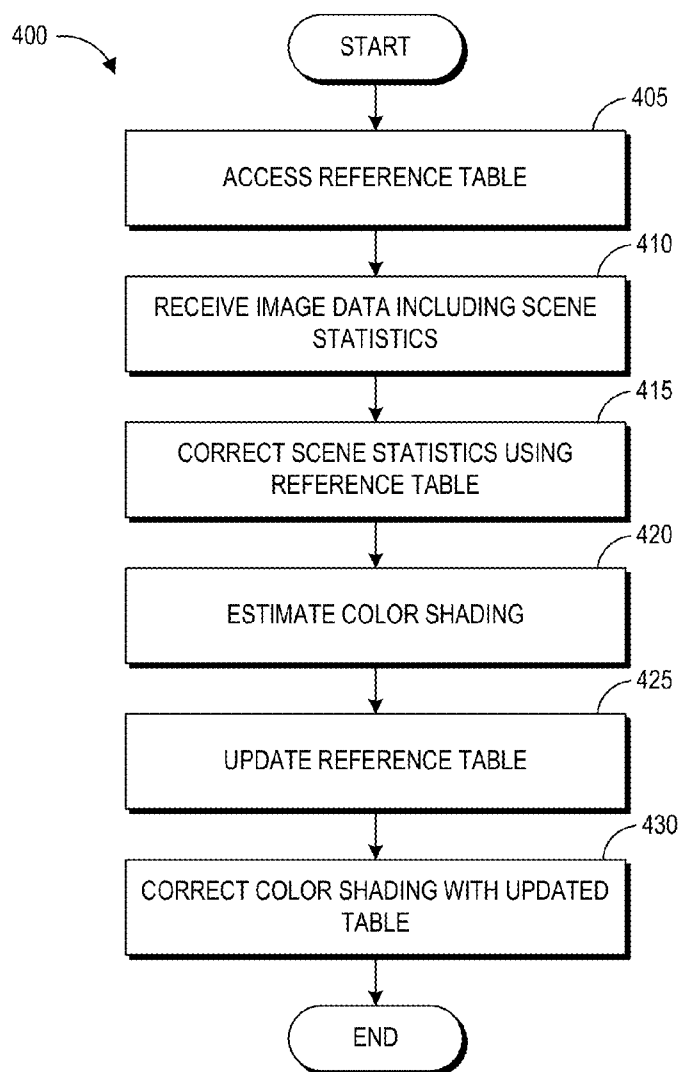 400
START
405
ACCESS REFERENCE TABLE
410
RECEIVE IMAGE DATA INCLUDING SCENE
STATISTICS
415
CORRECT SCENE STATISTICS USING
REFERENCE TABLE
420
ESTIMATE COLOR SHADING
425
UPDATE REFERENCE TABLE
430
CORRECT COLOR SHADING WITH UPDATED
TABLE
END